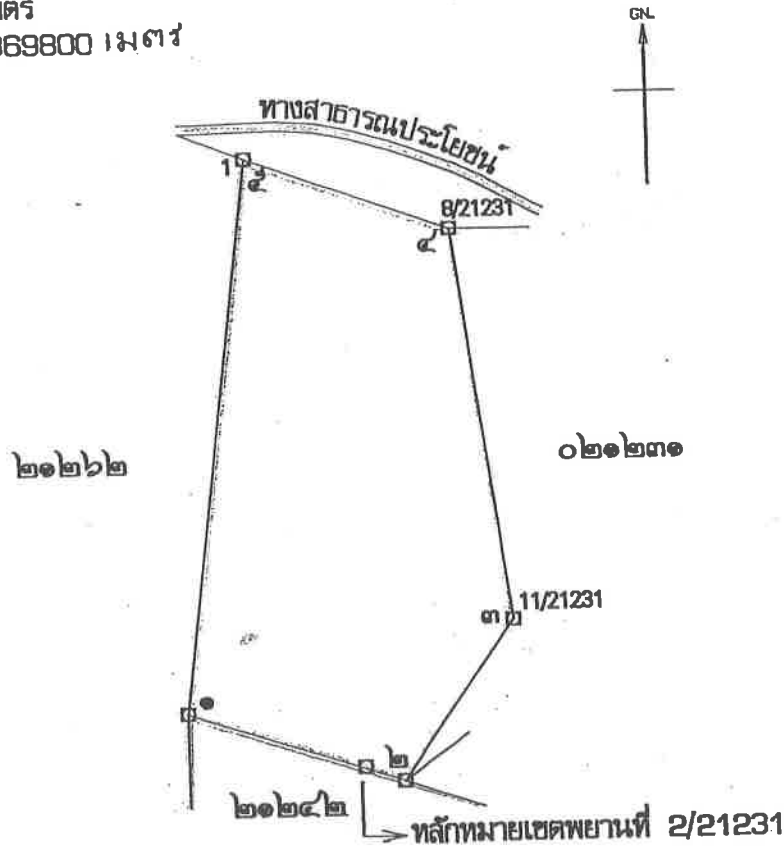 869800 เมตร
GN.
ทางสาธารณประโยชน์
1
๕
8/21231
๔
๒๑๒๖๒
๐๒๑๒๓๑
๓ 11/21231
๑
๒
๒๑๒๔๒
หลักหมายเขตพยานที่ 2/21231